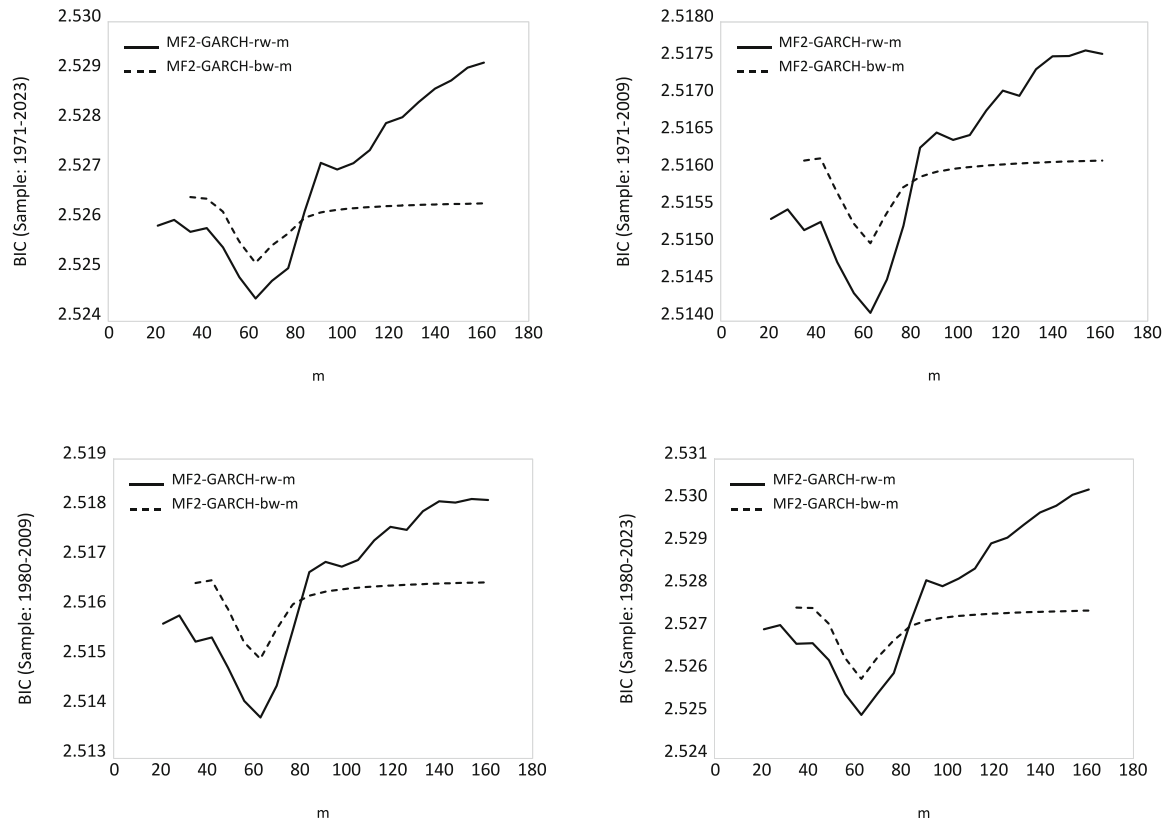 BIC (Sample: 1971-2023)
2.530
2.529
2.528
2.527
2.526
2.525
2.524
MF2-GARCH-rw-m
MF2-GARCH-bw-m
0 20 40 60 80 100 120 140 160 180
m
BIC (Sample: 1971-2009)
2.5180
2.5175
2.5170
2.5165
2.5160
2.5155
2.5150
2.5145
2.5140
MF2-GARCH-rw-m
MF2-GARCH-bw-m
0 20 40 60 80 100 120 140 160 180
m
BIC (Sample: 1980-2009)
2.519
2.518
2.517
2.516
2.515
2.514
2.513
MF2-GARCH-rw-m
MF2-GARCH-bw-m
0 20 40 60 80 100 120 140 160 180
m
BIC (Sample: 1980-2023)
2.531
2.530
2.529
2.528
2.527
2.526
2.525
2.524
MF2-GARCH-rw-m
MF2-GARCH-bw-m
0 20 40 60 80 100 120 140 160 180
m